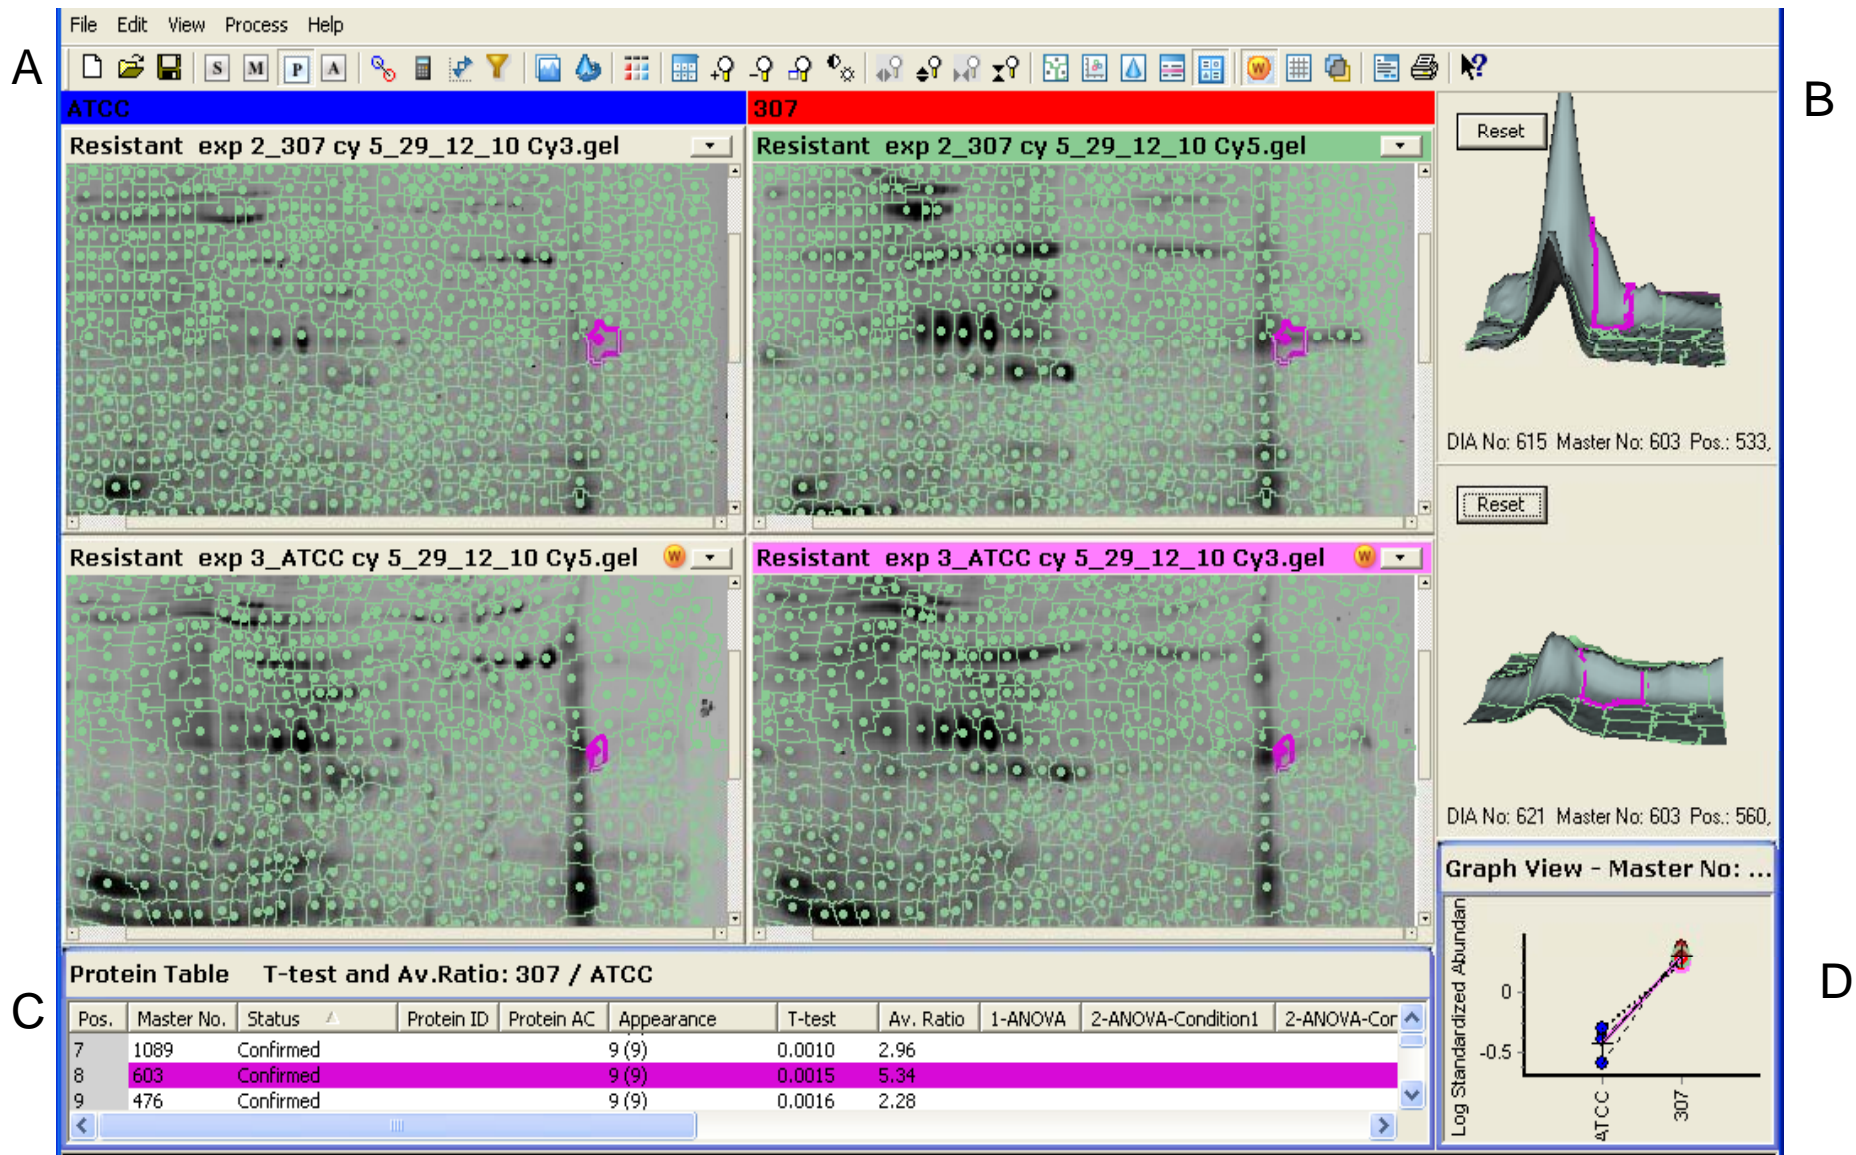 File Edit View Process Help
A
B
S M P A
W
ATCC
307
Resistant exp 2_307 cy 5_29_12_10 Cy3.gel
Resistant exp 2_307 cy 5_29_12_10 Cy5.gel
Reset
DIA No: 615 Master No: 603 Pos.: 533,
Reset
Resistant exp 3_ATCC cy 5_29_12_10 Cy5.gel W
Resistant exp 3_ATCC cy 5_29_12_10 Cy3.gel W
DIA No: 621 Master No: 603 Pos.: 560,
C
Protein Table T-test and Av.Ratio: 307 / ATCC
Pos. Master No. Status Protein ID Protein AC Appearance T-test Av. Ratio 1-ANOVA 2-ANOVA-Condition1 2-ANOVA-Cor
7 1089 Confirmed 9 (9) 0.0010 2.96
8 603 Confirmed 9 (9) 0.0015 5.34
9 476 Confirmed 9 (9) 0.0016 2.28
Graph View - Master No: ...
D
Log Standardized Abundan
0
-0.5
ATCC
307